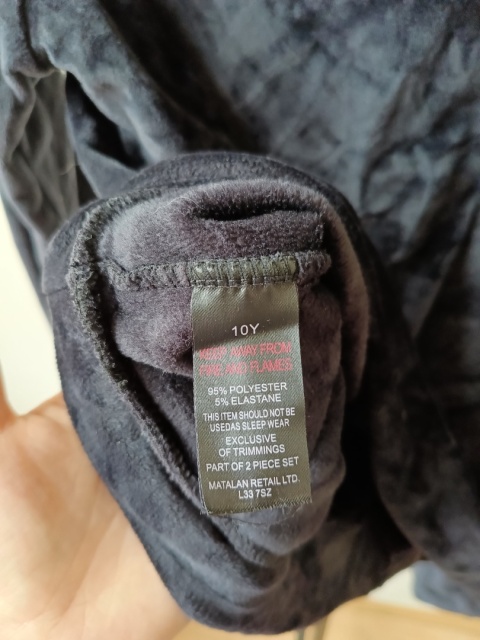 10Y
KEEP AWAY FROM
FIRE AND FLAMES
95% POLYESTER
5% ELASTANE
THIS ITEM SHOULD NOT BE
USEDAS SLEEP WEAR
EXCLUSIVE
OF TRIMMINGS
PART OF 2 PIECE SET
MATALAN RETAIL LTD.
L33 7SZ